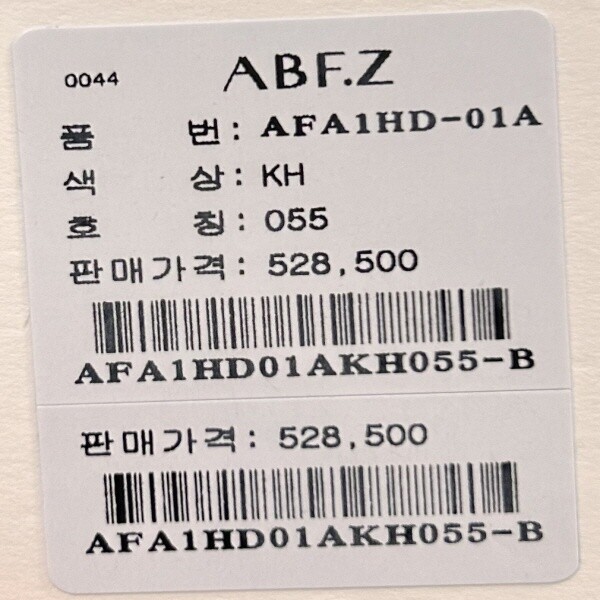 0044 ABF.Z
품 번 : AFA1HD-01A
색 상 : KH
호 칭 : 055
판매가격 : 528,500
AFA1HD01AKH055-B
판매가격 : 528,500
AFA1HD01AKH055-B